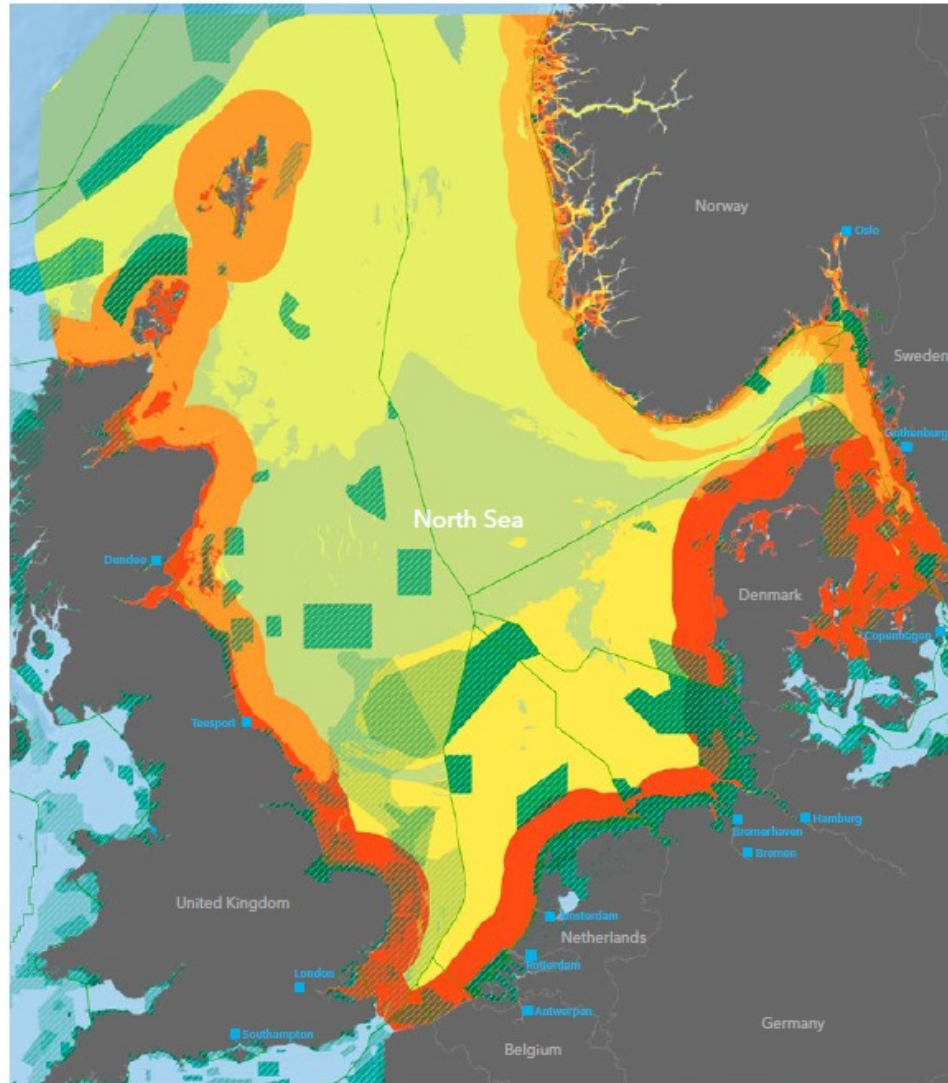 Norway
Oslo
Sweden
Gothenburg
North Sea
Dundee
Denmark
Copenhagen
Teesport
Hamburg
Bremerhaven
Bremen
United Kingdom
Amsterdam
Netherlands
Rotterdam
London
Antwerpen
Germany
Southampton
Belgium